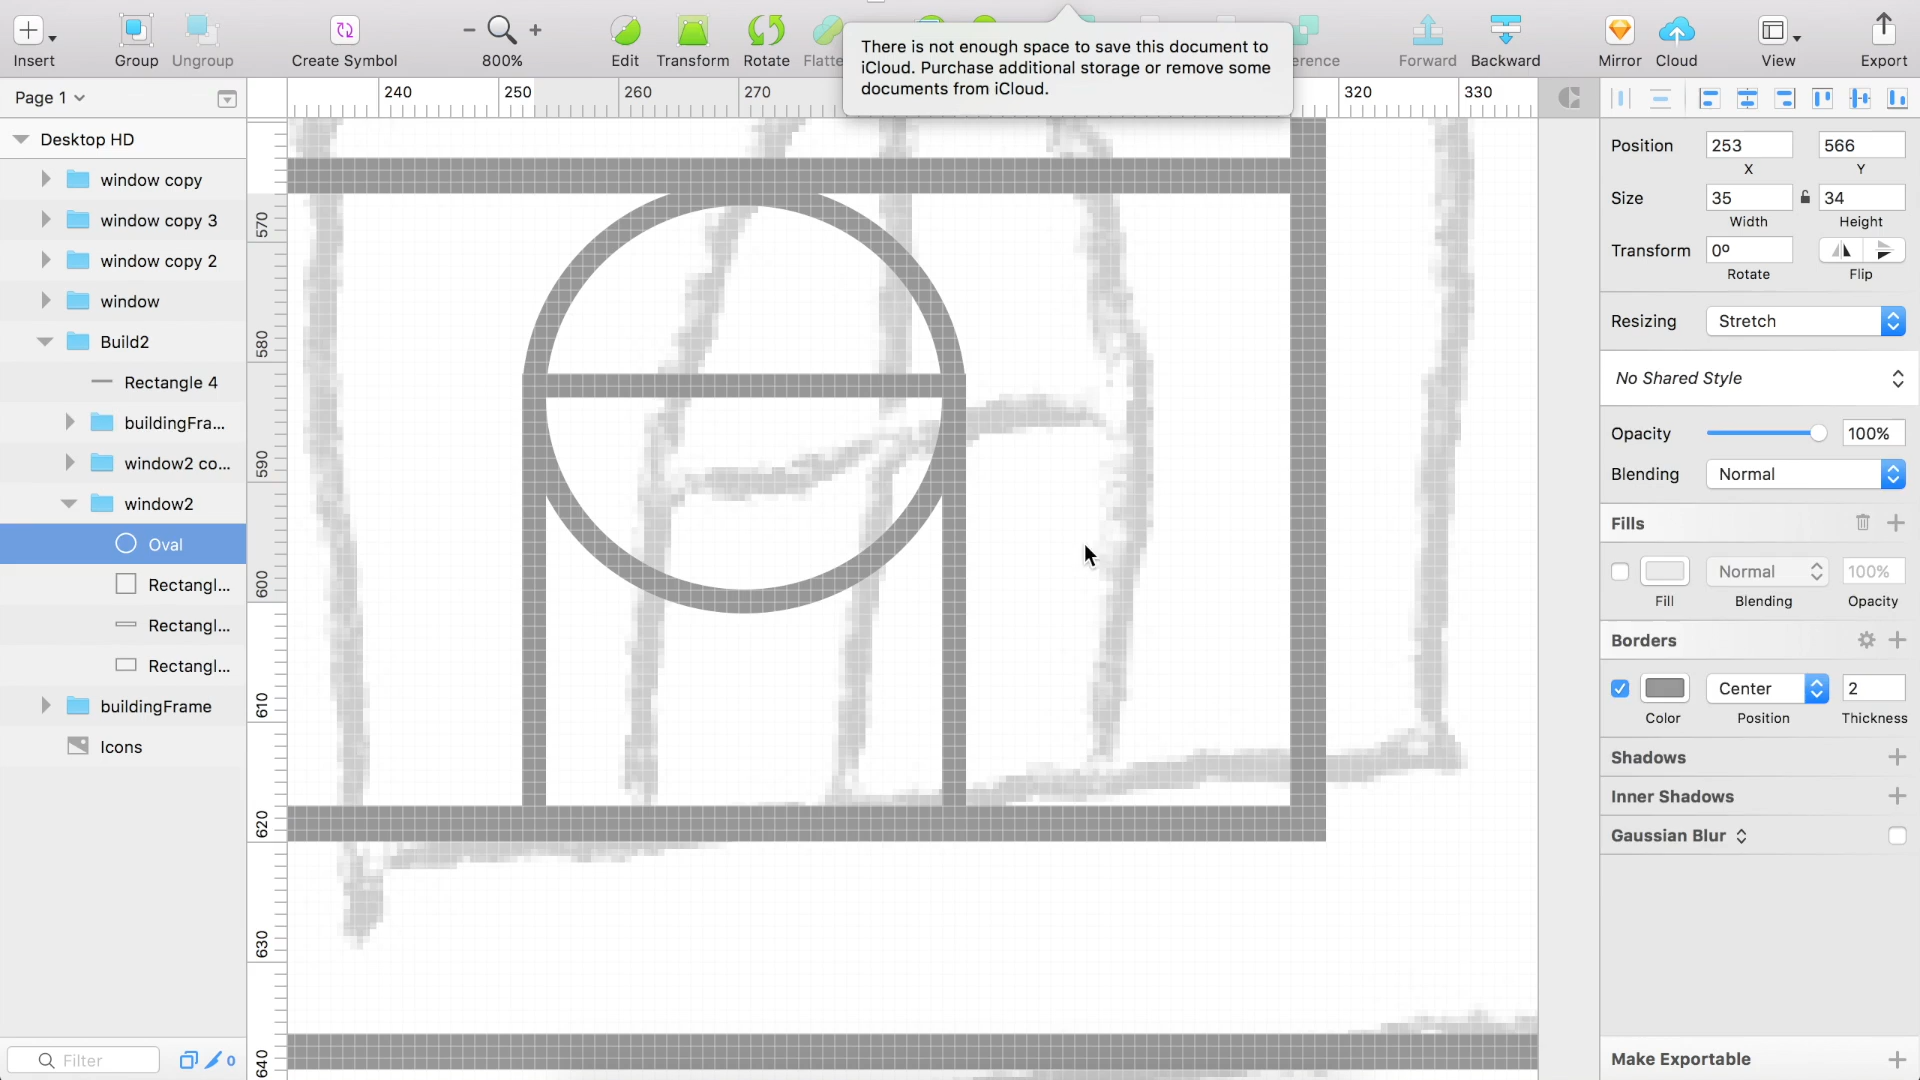 Insert
Group
Ungroup
Create Symbol
800%
Edit
Transform
Rotate
Flatte
There is not enough space to save this document to
iCloud. Purchase additional storage or remove some
documents from iCloud.
erence
Forward
Backward
Mirror
Cloud
View
Export
Page 1
240
250
260
270
320
330
570
580
590
600
610
620
630
640
Desktop HD
window copy
window copy 3
window copy 2
window
Build2
Rectangle 4
buildingFra...
window2 co...
window2
Oval
Rectangl...
Rectangl...
Rectangl...
buildingFrame
Icons
Filter
0
Position
253
566
X
Y
Size
35
34
Width
Height
Transform
0º
Rotate
Flip
Resizing
Stretch
No Shared Style
Opacity
100%
Blending
Normal
Fills
Normal
100%
Fill
Blending
Opacity
Borders
Center
2
Color
Position
Thickness
Shadows
Inner Shadows
Gaussian Blur
Make Exportable